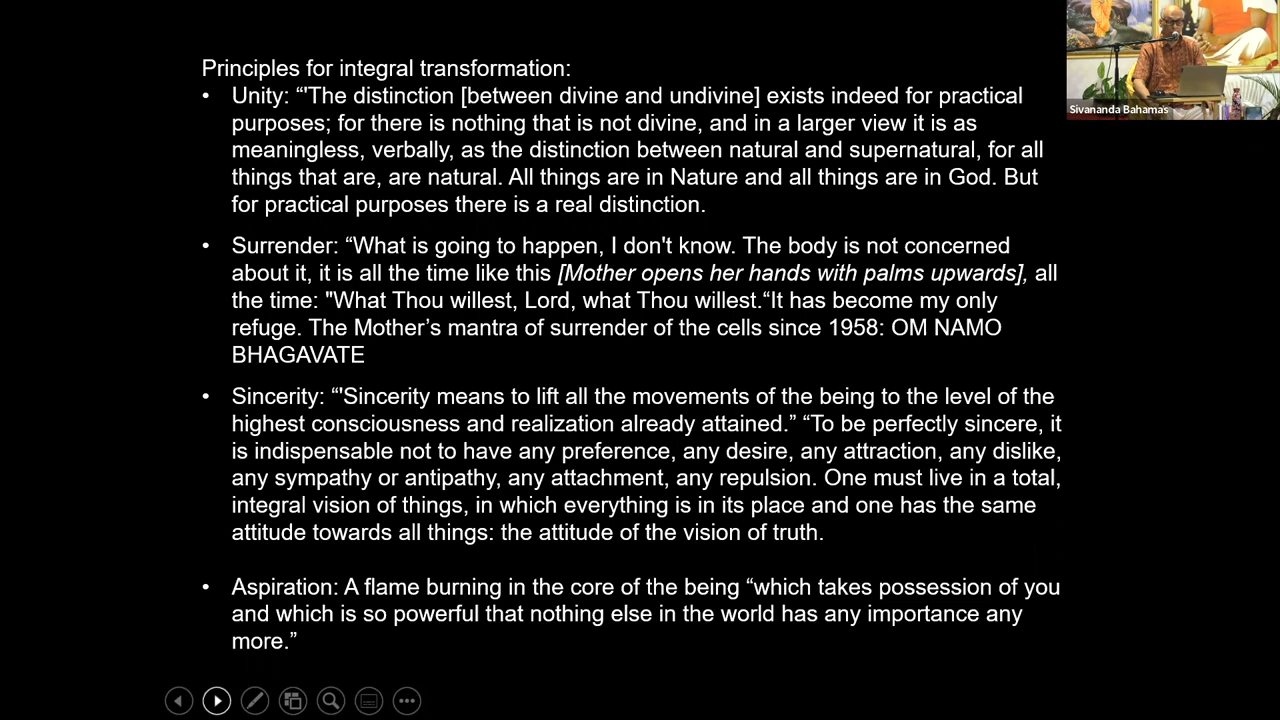 Principles for integral transformation:
• Unity: “'The distinction [between divine and undivine] exists indeed for practical
purposes; for there is nothing that is not divine, and in a larger view it is as
meaningless, verbally, as the distinction between natural and supernatural, for all
things that are, are natural. All things are in Nature and all things are in God. But
for practical purposes there is a real distinction.
• Surrender: “What is going to happen, I don't know. The body is not concerned
about it, it is all the time like this [Mother opens her hands with palms upwards], all
the time: "What Thou willest, Lord, what Thou willest.“It has become my only
refuge. The Mother’s mantra of surrender of the cells since 1958: OM NAMO
BHAGAVATE
• Sincerity: “'Sincerity means to lift all the movements of the being to the level of the
highest consciousness and realization already attained.” “To be perfectly sincere, it
is indispensable not to have any preference, any desire, any attraction, any dislike,
any sympathy or antipathy, any attachment, any repulsion. One must live in a total,
integral vision of things, in which everything is in its place and one has the same
attitude towards all things: the attitude of the vision of truth.
• Aspiration: A flame burning in the core of the being “which takes possession of you
and which is so powerful that nothing else in the world has any importance any
more.”
Sivananda Bahamas